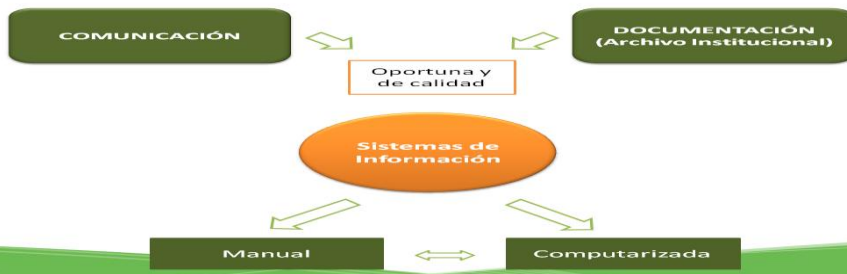 COMUNICACIÓN
DOCUMENTACIÓN
(Archivo Institucional)
Oportuna y
de calidad
Sistemas de
Información
Manual
Computarizada